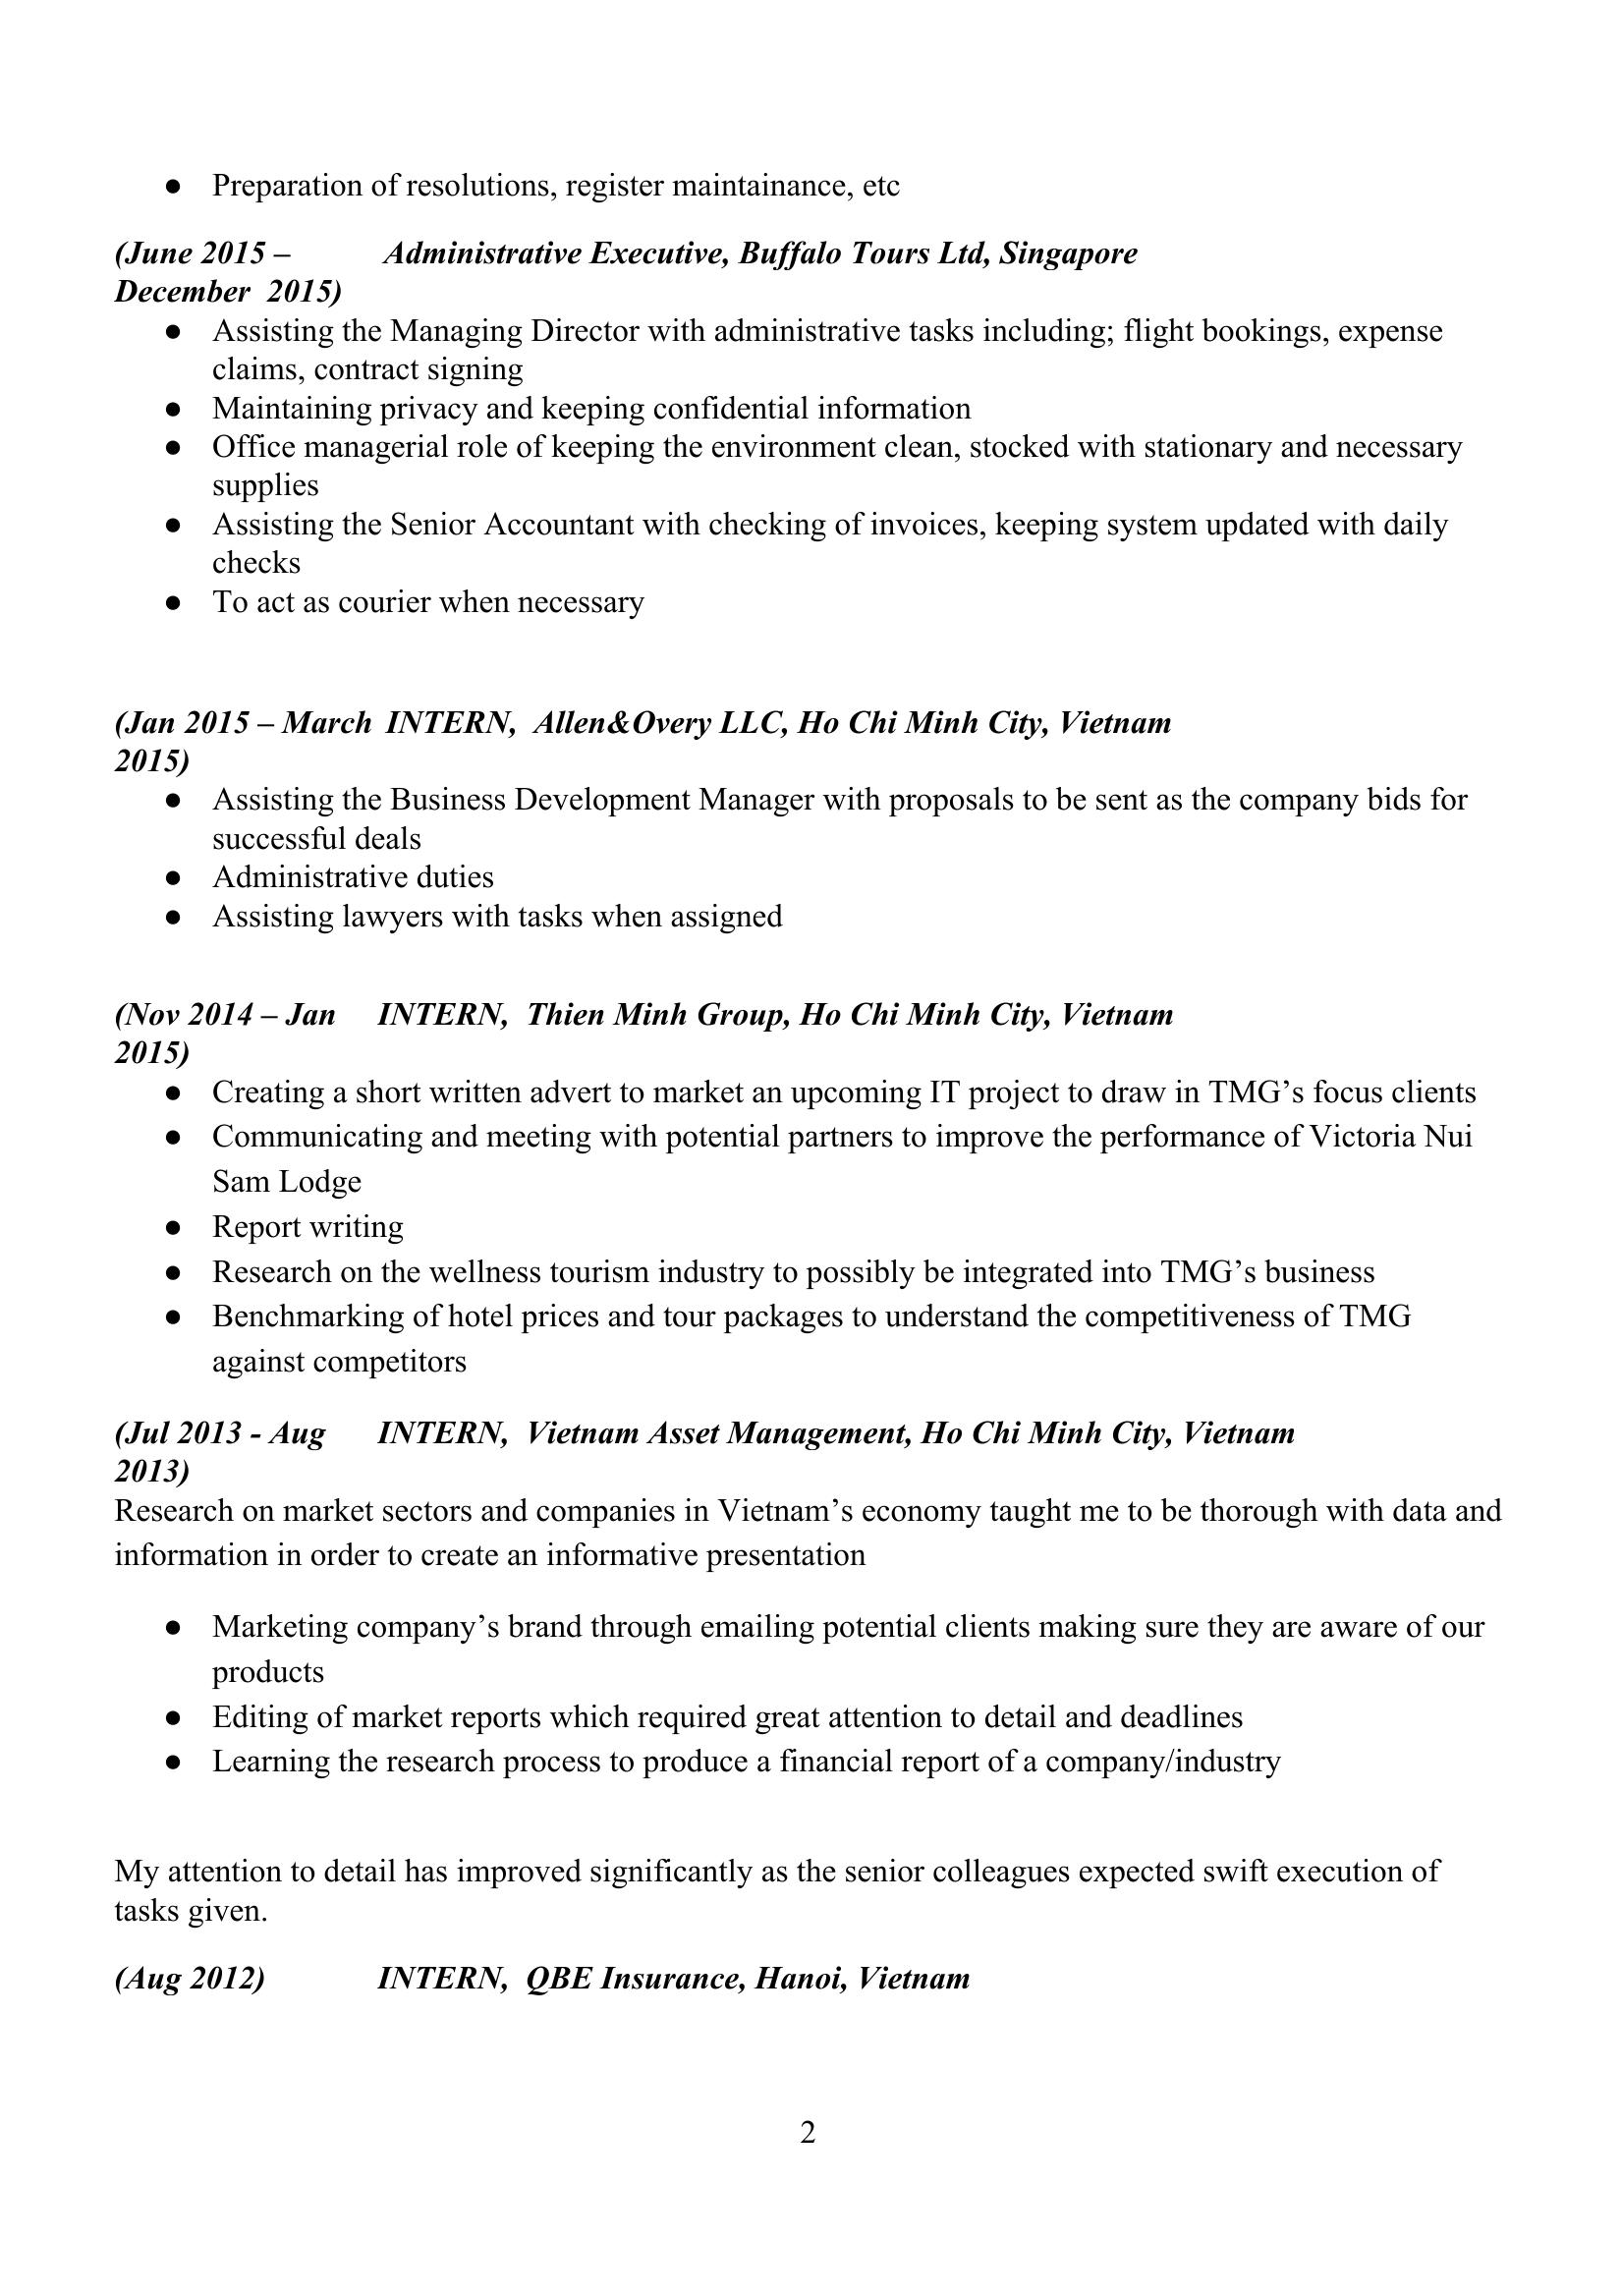 ● Preparation of resolutions, register maintainance, etc
(June 2015 – Administrative Executive, Buffalo Tours Ltd, Singapore
December 2015)
● Assisting the Managing Director with administrative tasks including; flight bookings, expense
claims, contract signing
● Maintaining privacy and keeping confidential information
● Office managerial role of keeping the environment clean, stocked with stationary and necessary
supplies
● Assisting the Senior Accountant with checking of invoices, keeping system updated with daily
checks
● To act as courier when necessary
(Jan 2015 – March INTERN, Allen&Overy LLC, Ho Chi Minh City, Vietnam
2015)
● Assisting the Business Development Manager with proposals to be sent as the company bids for
successful deals
● Administrative duties
● Assisting lawyers with tasks when assigned
(Nov 2014 – Jan INTERN, Thien Minh Group, Ho Chi Minh City, Vietnam
2015)
● Creating a short written advert to market an upcoming IT project to draw in TMG’s focus clients
● Communicating and meeting with potential partners to improve the performance of Victoria Nui
Sam Lodge
● Report writing
● Research on the wellness tourism industry to possibly be integrated into TMG’s business
● Benchmarking of hotel prices and tour packages to understand the competitiveness of TMG
against competitors
(Jul 2013 - Aug INTERN, Vietnam Asset Management, Ho Chi Minh City, Vietnam
2013)
Research on market sectors and companies in Vietnam’s economy taught me to be thorough with data and
information in order to create an informative presentation
● Marketing company’s brand through emailing potential clients making sure they are aware of our
products
● Editing of market reports which required great attention to detail and deadlines
● Learning the research process to produce a financial report of a company/industry
My attention to detail has improved significantly as the senior colleagues expected swift execution of
tasks given.
(Aug 2012) INTERN, QBE Insurance, Hanoi, Vietnam
2